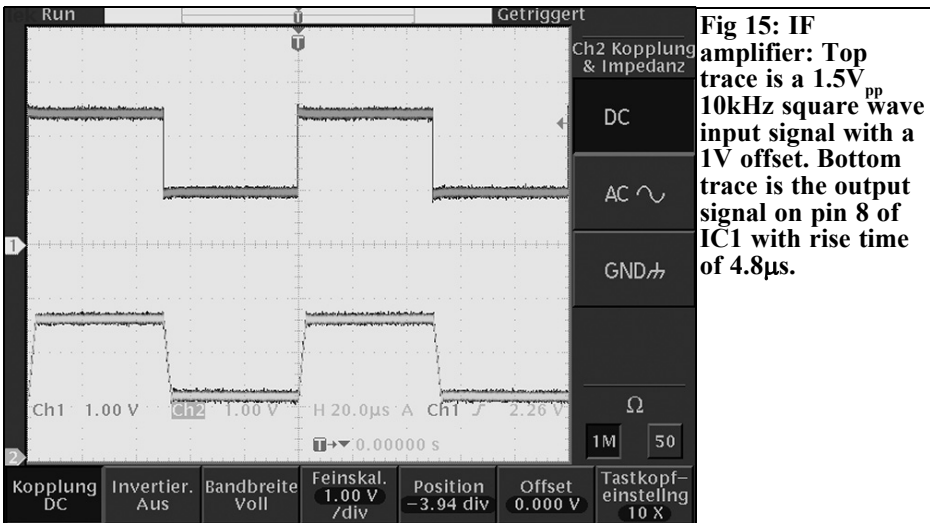 Run
Getriggert
T
T
Ch2 Kopplung
& Impedanz
DC
AC
GND
Ω
1M 50
1
2
Ch1 1.00 V Ch2 1.00 V H 20.0µs A Ch1 2.26 V
T 0.00000 s
Kopplung
DC
Invertier.
Aus
Bandbreite
Voll
Feinskal.
1.00 V
/div
Position
−3.94 div
Offset
0.000 V
Tastkopf−
einstellng
10 X
Fig 15: IF
amplifier: Top
trace is a 1.5Vpp
10kHz square wave
input signal with a
1V offset. Bottom
trace is the output
signal on pin 8 of
IC1 with rise time
of 4.8µs.